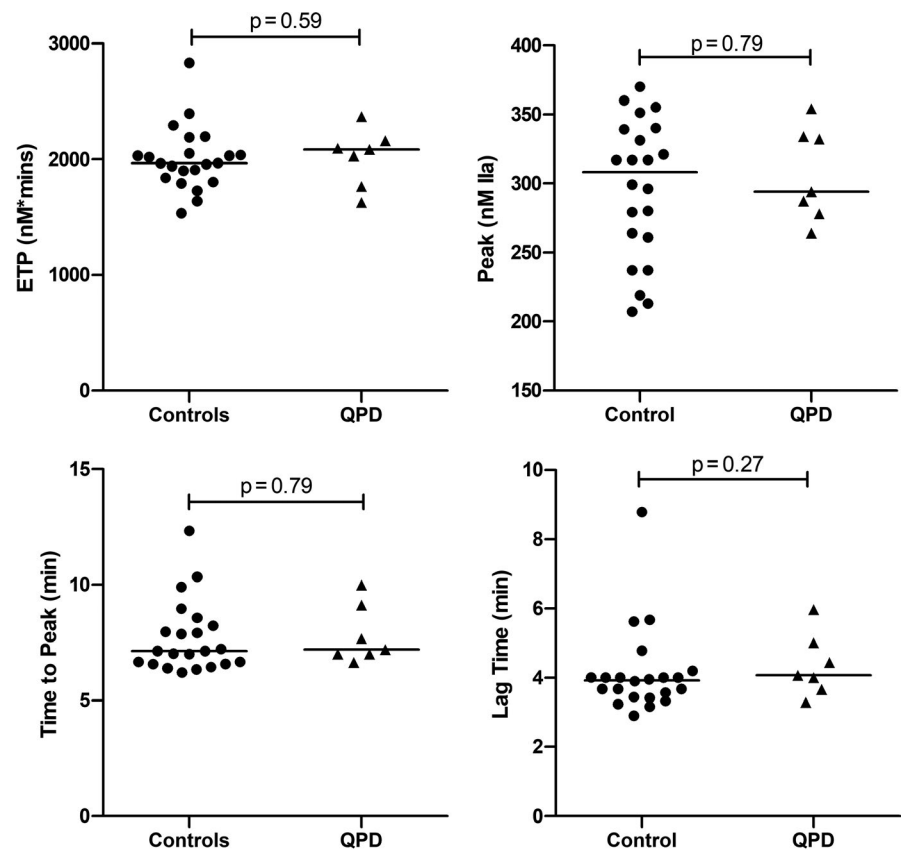 p = 0.59
3000
2000
1000
0
ETP (nM*mins)
Controls
QPD
p = 0.79
400
350
300
250
200
150
Peak (nM IIa)
Control
QPD
p = 0.79
15
10
5
0
Time to Peak (min)
Controls
QPD
p = 0.27
10
8
6
4
2
0
Lag Time (min)
Control
QPD